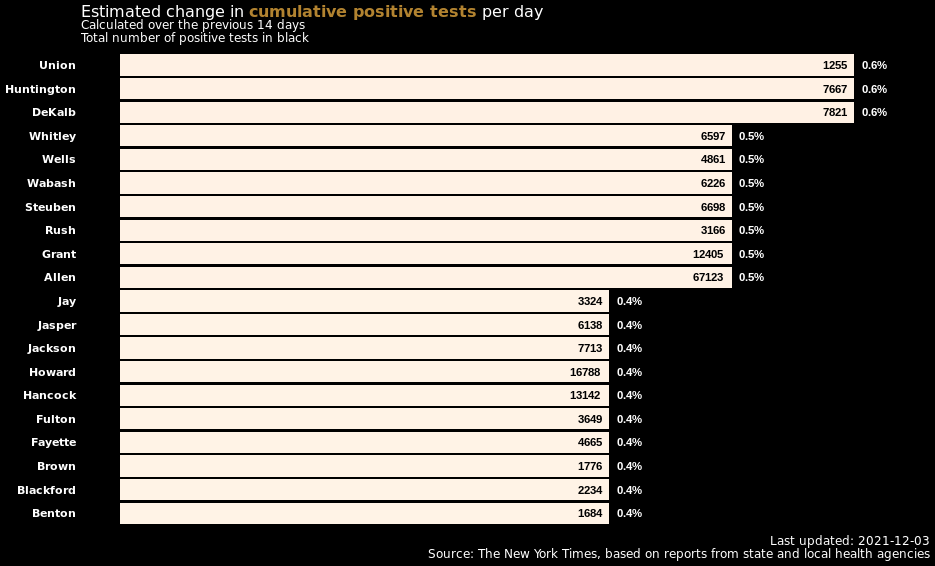 Estimated change in cumulative positive tests per day
Calculated over the previous 14 days
Total number of positive tests in black
Union 1255 0.6%
Huntington 7667 0.6%
DeKalb 7821 0.6%
Whitley 6597 0.5%
Wells 4861 0.5%
Wabash 6226 0.5%
Steuben 6698 0.5%
Rush 3166 0.5%
Grant 12405 0.5%
Allen 67123 0.5%
Jay 3324 0.4%
Jasper 6138 0.4%
Jackson 7713 0.4%
Howard 16788 0.4%
Hancock 13142 0.4%
Fulton 3649 0.4%
Fayette 4665 0.4%
Brown 1776 0.4%
Blackford 2234 0.4%
Benton 1684 0.4%
Last updated: 2021-12-03
Source: The New York Times, based on reports from state and local health agencies